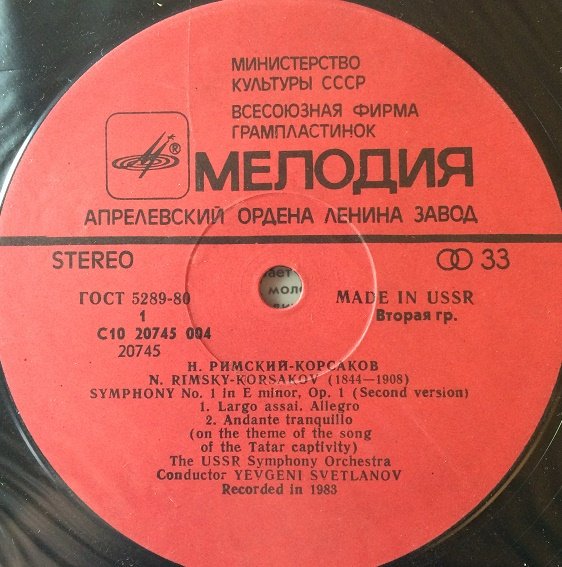 МИНИСТЕРСТВО
КУЛЬТУРЫ СССР
ВСЕСОЮЗНАЯ ФИРМА
ГРАМПЛАСТИНОК
®
МЕЛОДИЯ
АПРЕЛЕВСКИЙ ОРДЕНА ЛЕНИНА ЗАВОД
STEREO
33
ГОСТ 5289-80
MADE IN USSR
1
Вторая гр.
С10 20745 004
20745
Н. РИМСКИЙ-КОРСАКОВ
N. RIMSKY-KORSAKOV (1844—1908)
SYMPHONY No. 1 in E minor, Op. 1 (Second version)
1. Largo assai. Allegro
2. Andante tranquillo
(on the theme of the song
of the Tatar captivity)
The USSR Symphony Orchestra
Conductor YEVGENI SVETLANOV
Recorded in 1983